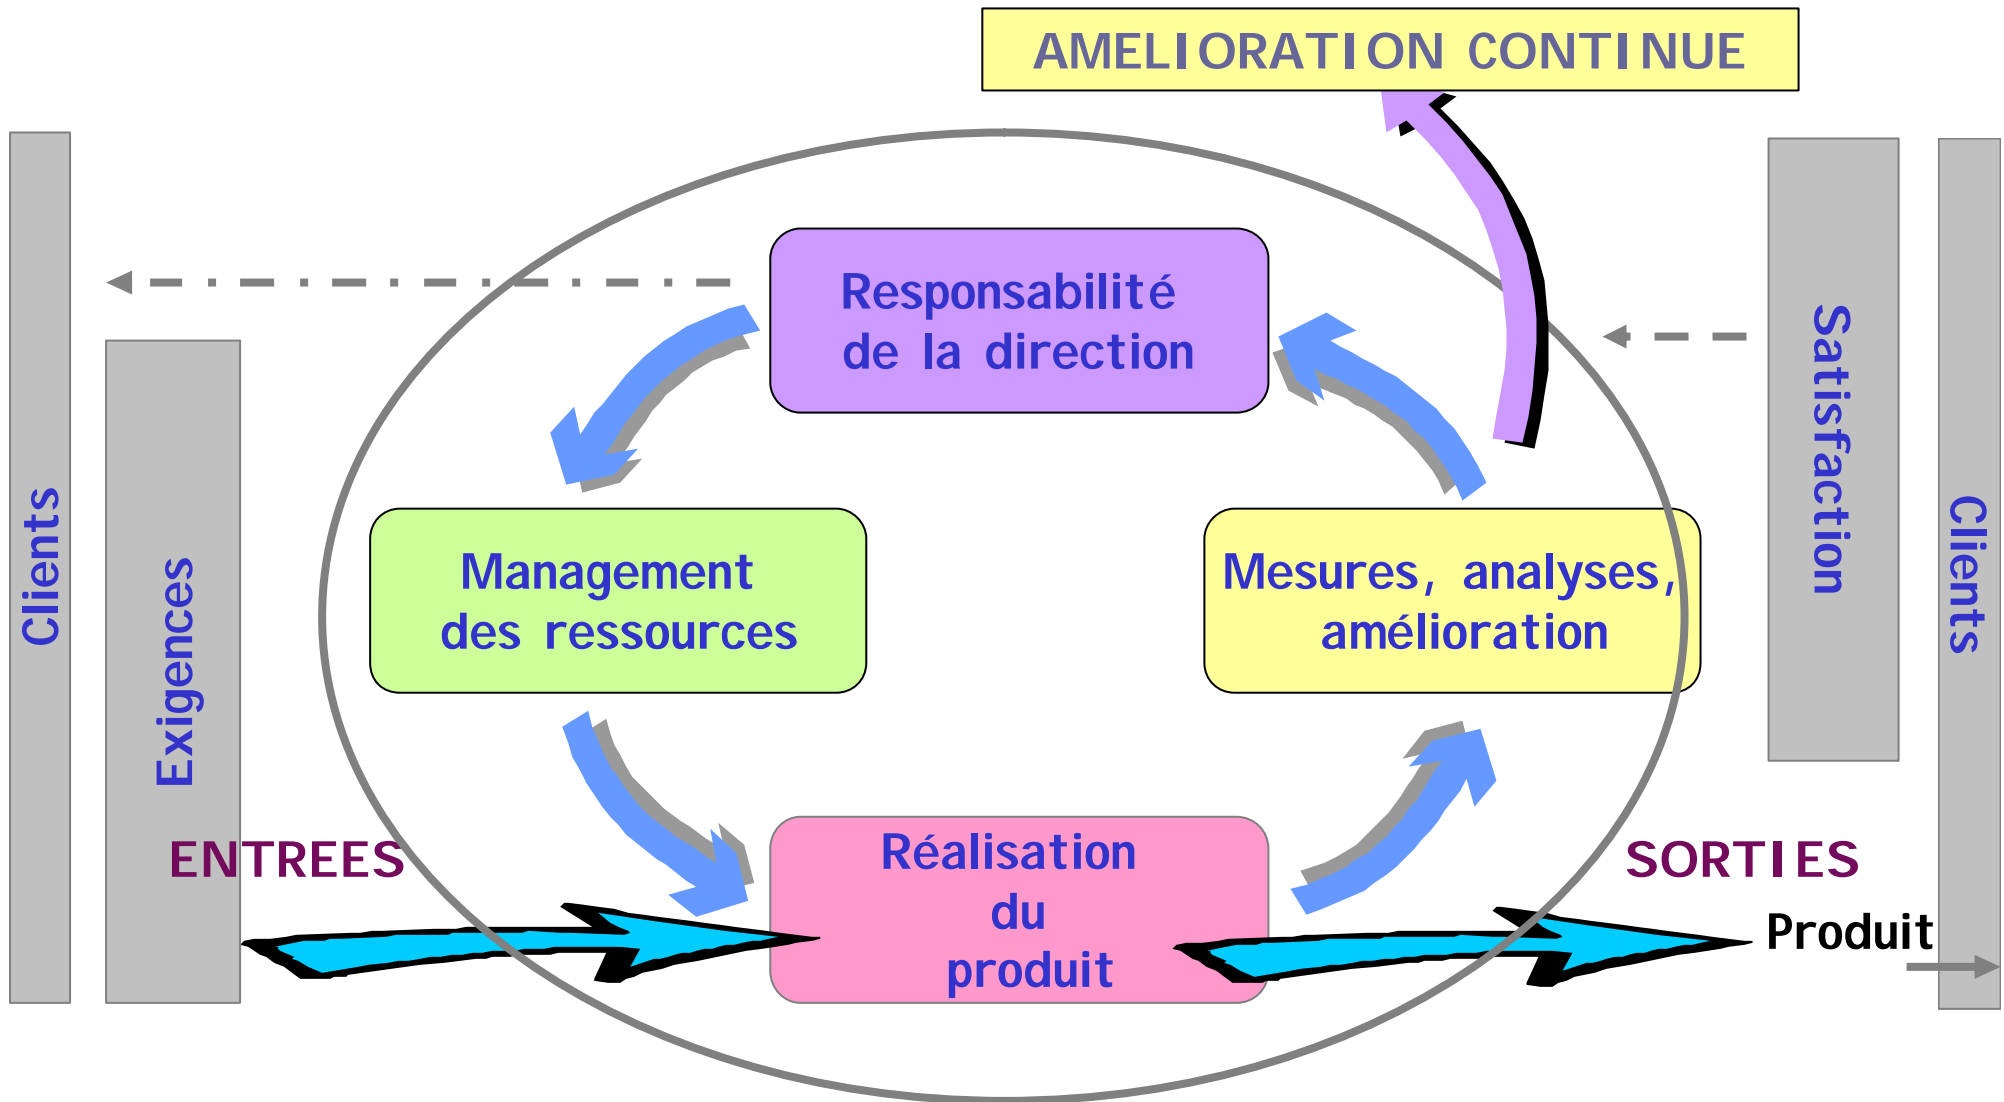 AMELIORATION CONTINUE
Clients
Exigences
Responsabilité
de la direction
Satisfaction
Clients
Management
des ressources
Mesures, analyses,
amélioration
ENTREES
Réalisation
du
produit
SORTIES
Produit